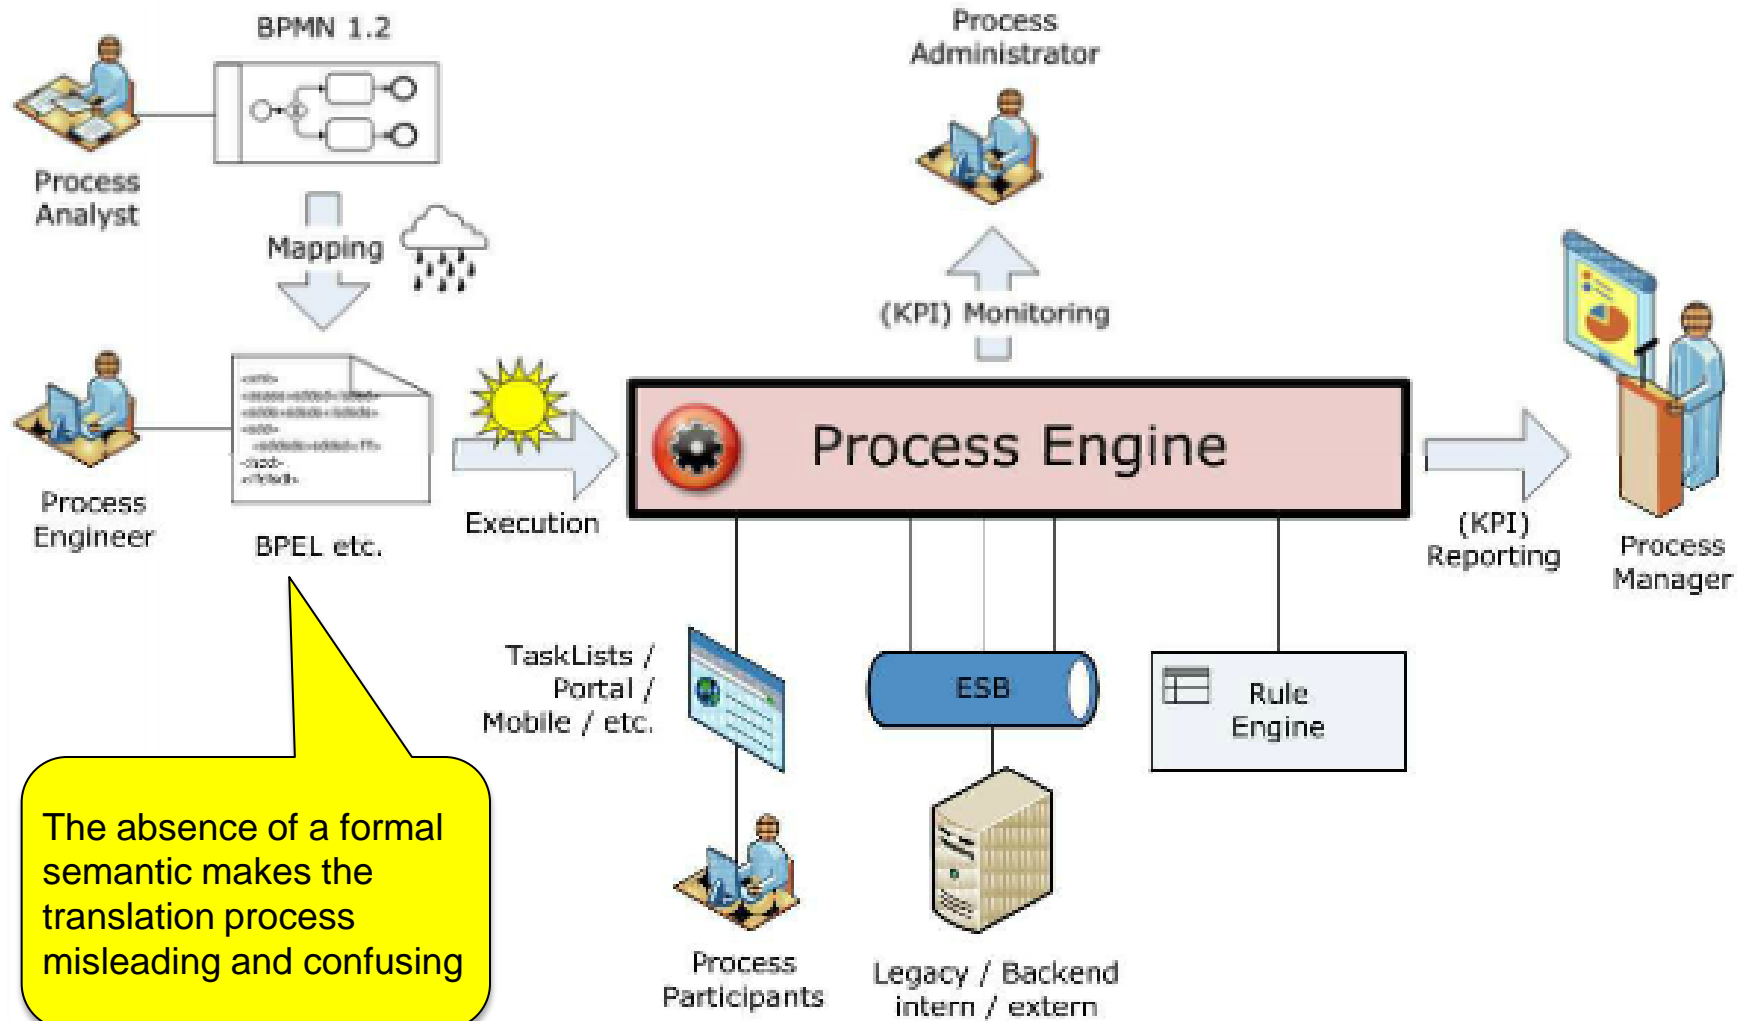 BPMN 1.2
Process
Administrator
Process
Analyst
Mapping
(KPI) Monitoring
Process Engine
Process
Engineer
BPEL etc.
Execution
(KPI)
Reporting
Process
Manager
TaskLists /
Portal /
Mobile / etc.
ESB
Rule
Engine
The absence of a formal
semantic makes the
translation process
misleading and confusing
Process
Participants
Legacy / Backend
intern / extern